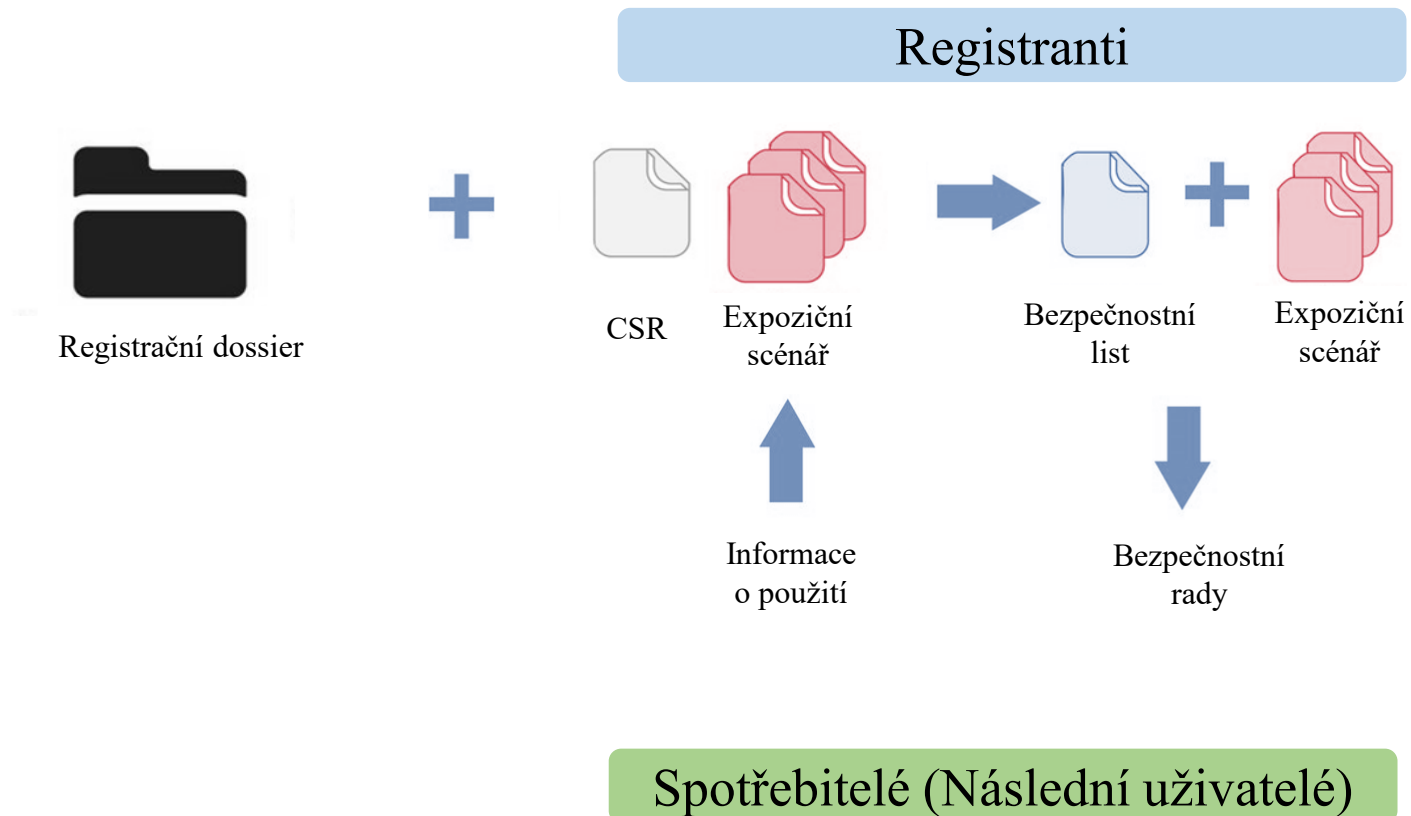 Registranti
Registrační dossier
CSR
Expoziční
scénář
Bezpečnostní
list
Expoziční
scénář
Informace
o použití
Bezpečnostní
rady
Spotřebitelé (Následní uživatelé)